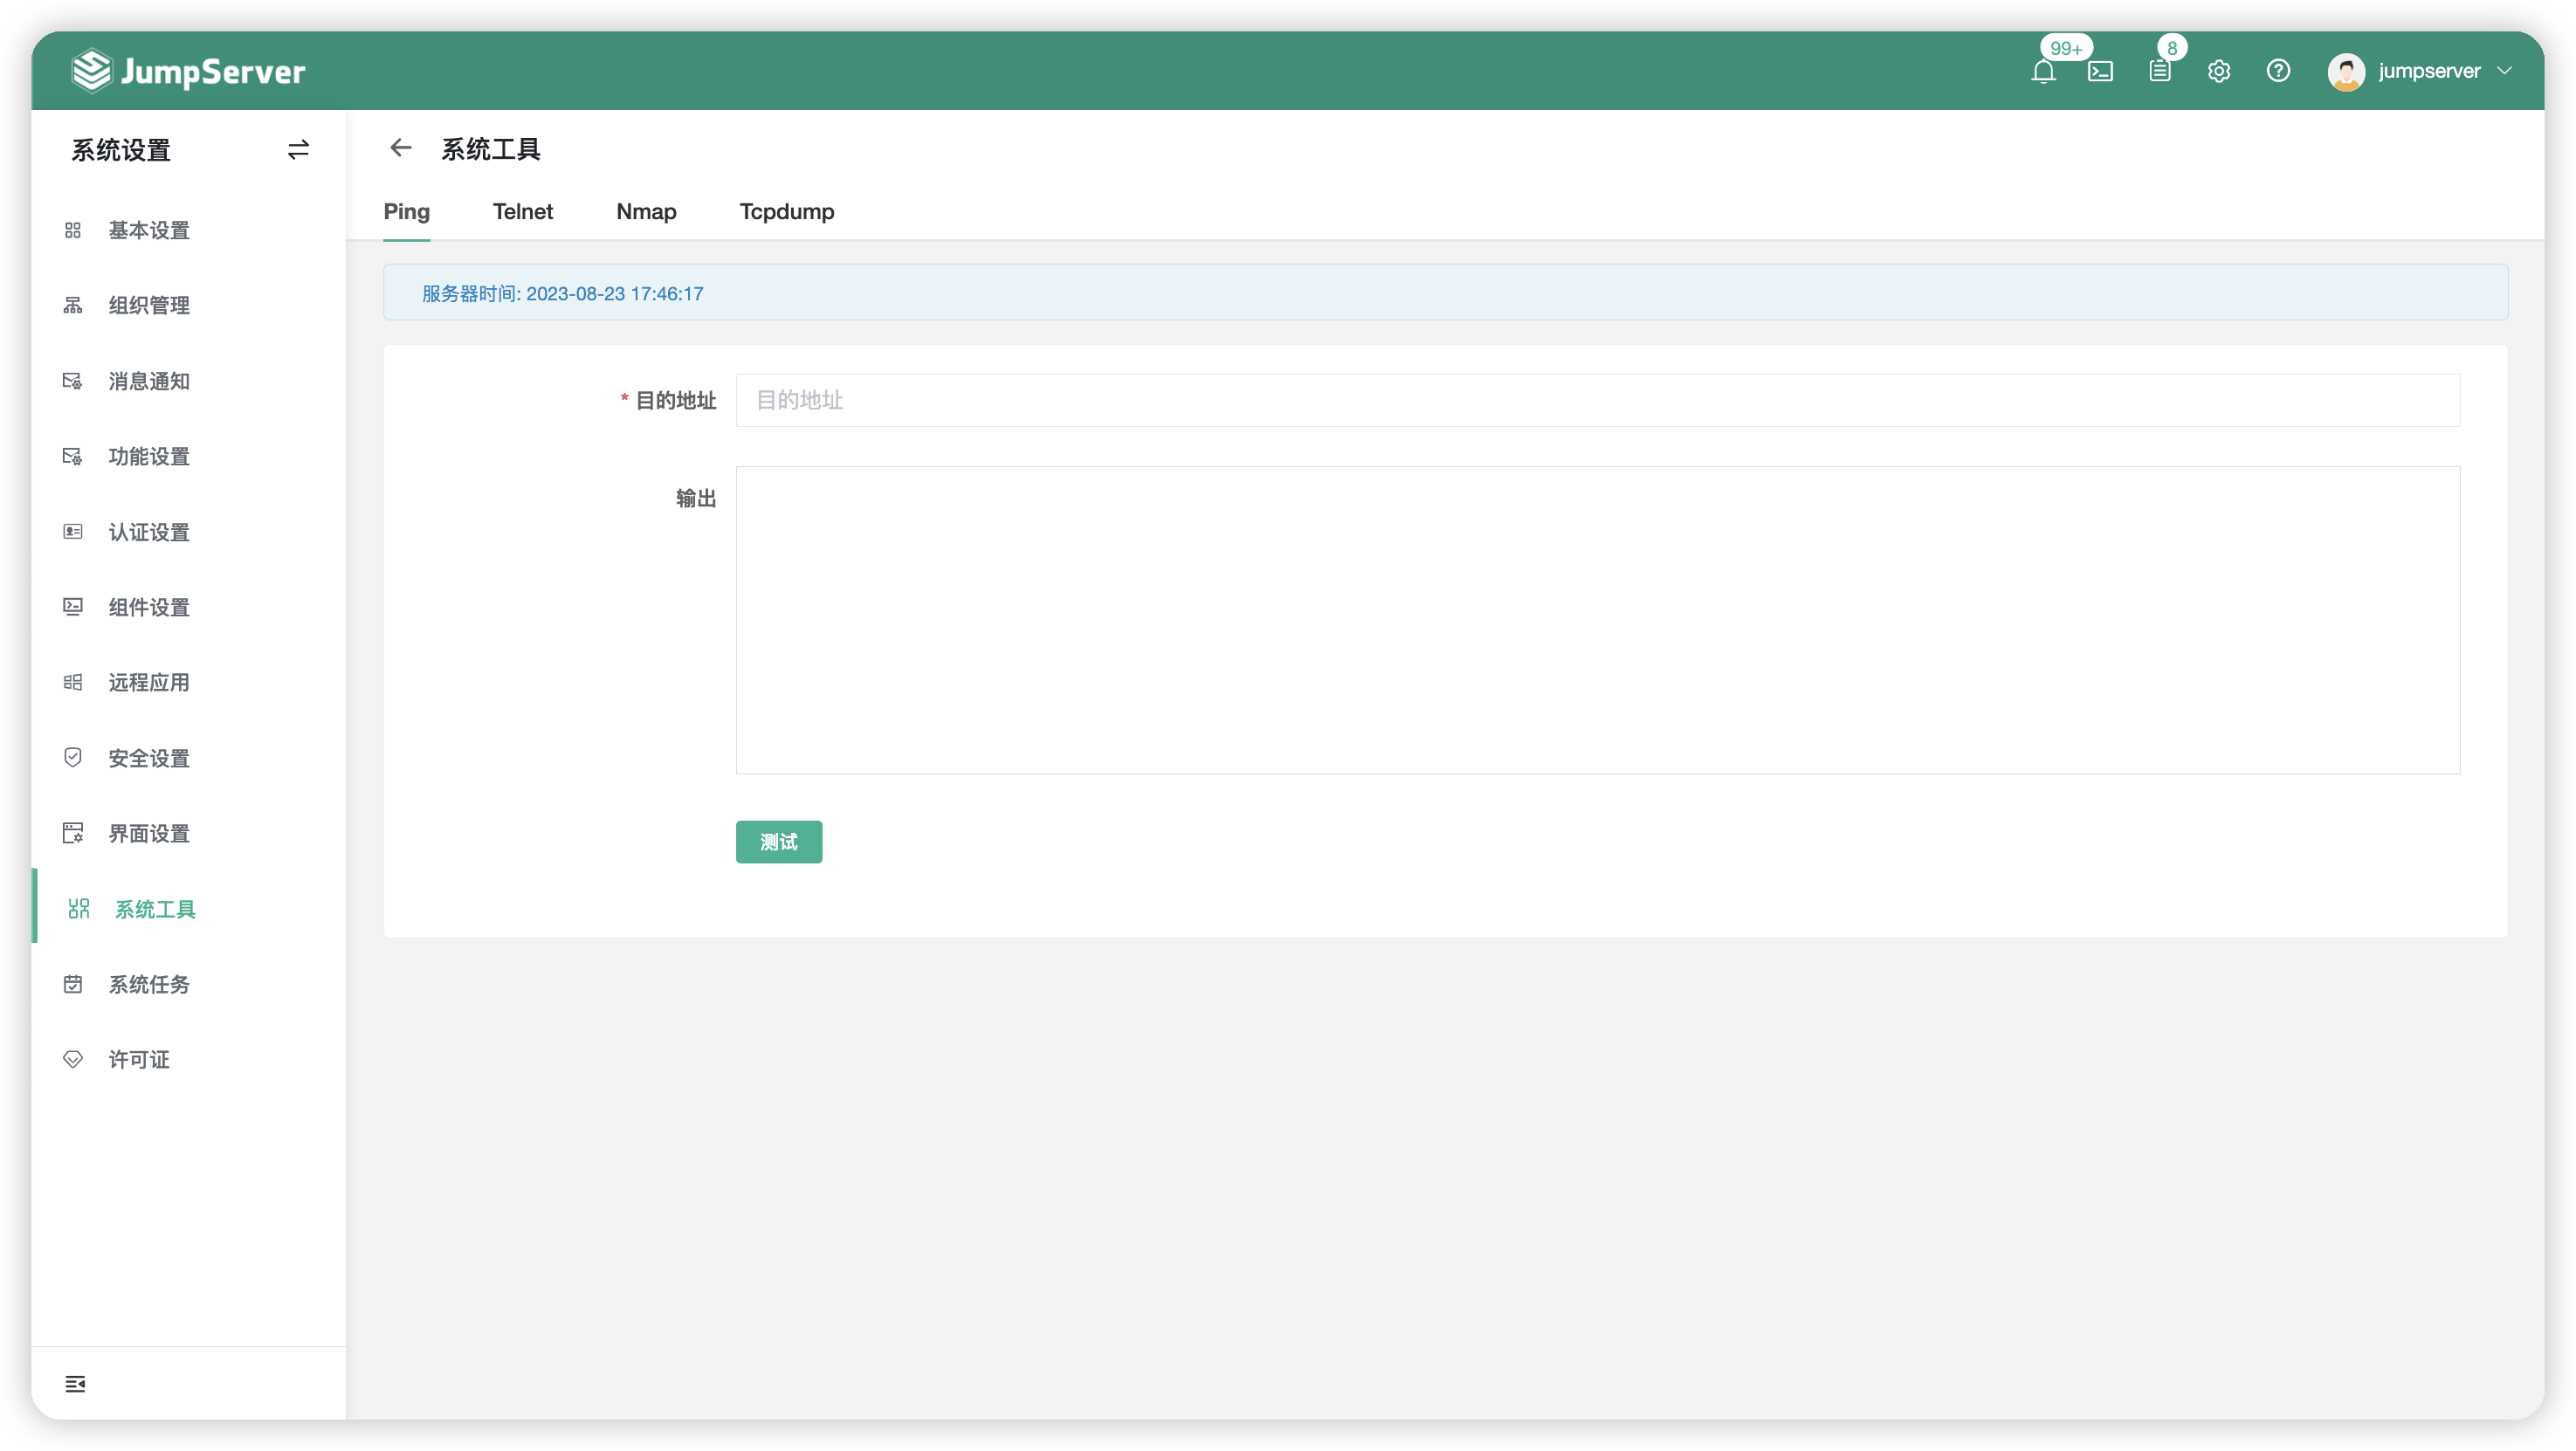 JumpServer
99+
8
jumpserver
系统设置
基本设置
组织管理
消息通知
功能设置
认证设置
组件设置
远程应用
安全设置
界面设置
系统工具
系统任务
许可证
系统工具
Ping Telnet Nmap Tcpdump
服务器时间: 2023-08-23 17:46:17
* 目的地址 目的地址
输出
测试